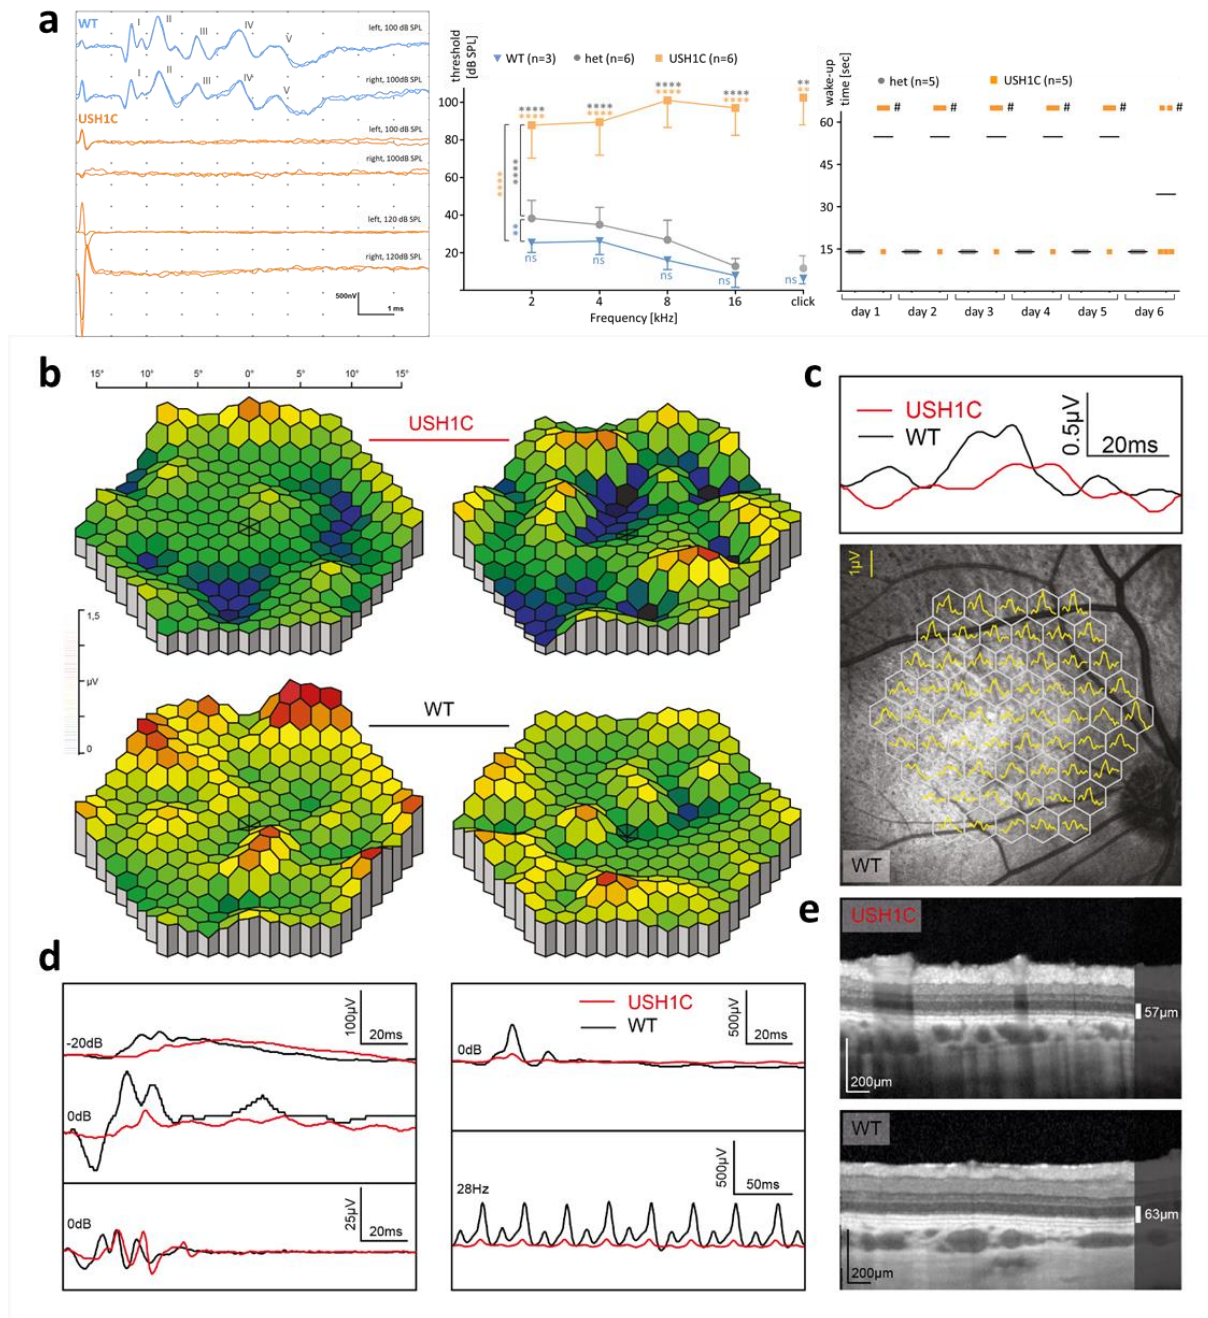 a
WT
I II III IV V
left, 100 dB SPL
I II III IV V
right, 100dB SPL
USH1C
left, 100 dB SPL
right, 100dB SPL
left, 120 dB SPL
right, 120dB SPL
500nV
1 ms
threshold
[dB SPL]
WT (n=3) het (n=6) USH1C (n=6)
100
80
60
40
20
**** **** **** **** **
**** **** **** **** **
****
****
**
ns ns ns ns ns
2 4 8 16 click
Frequency [kHz]
wake-up
time [sec]
het (n=5) USH1C (n=5)
# # # # # #
60
45
30
15
day 1 day 2 day 3 day 4 day 5 day 6
b
15° 10° 5° 0° 5° 10° 15°
USH1C
1,5
µV
0
WT
c
USH1C
WT
0.5µV
20ms
1µV
WT
d
-20dB
100µV
20ms
0dB
0dB
25µV
20ms
USH1C
WT
500µV
20ms
0dB
28Hz
500µV
50ms
e
USH1C
57µm
200µm
WT
63µm
200µm